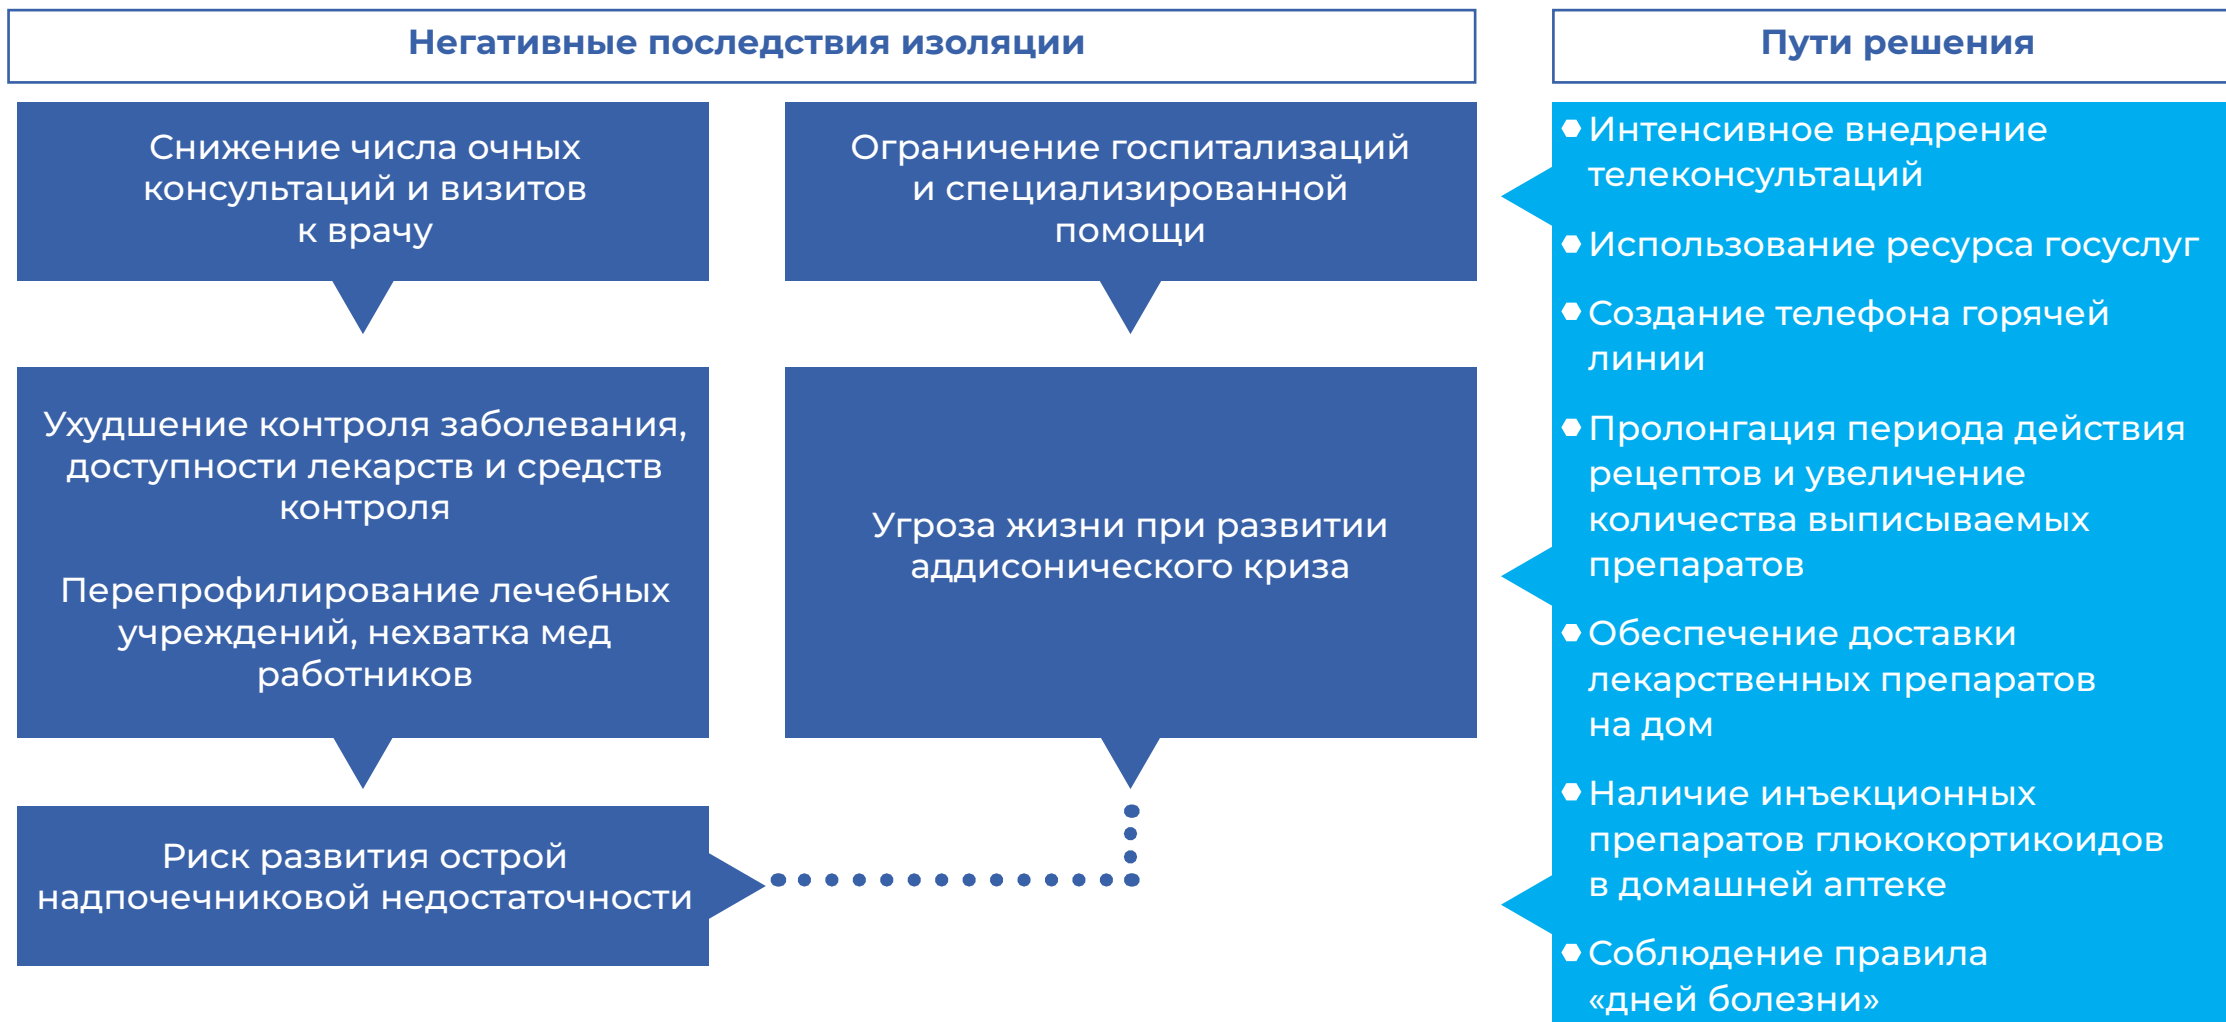 Негативные последствия изоляции
Снижение числа очных
консультаций и визитов
к врачу
Ухудшение контроля заболевания,
доступности лекарств и средств
контроля
Перепрофилирование лечебных
учреждений, нехватка мед
работников
Риск развития острой
надпочечниковой недостаточности
Ограничение госпитализаций
и специализированной
помощи
Угроза жизни при развитии
аддисонического криза
Пути решения
Интенсивное внедрение
телеконсультаций
Использование ресурса госуслуг
Создание телефона горячей
линии
Пролонгация периода действия
рецептов и увеличение
количества выписываемых
препаратов
Обеспечение доставки
лекарственных препаратов
на дом
Наличие инъекционных
препаратов глюкокортикоидов
в домашней аптеке
Соблюдение правила
«дней болезни»